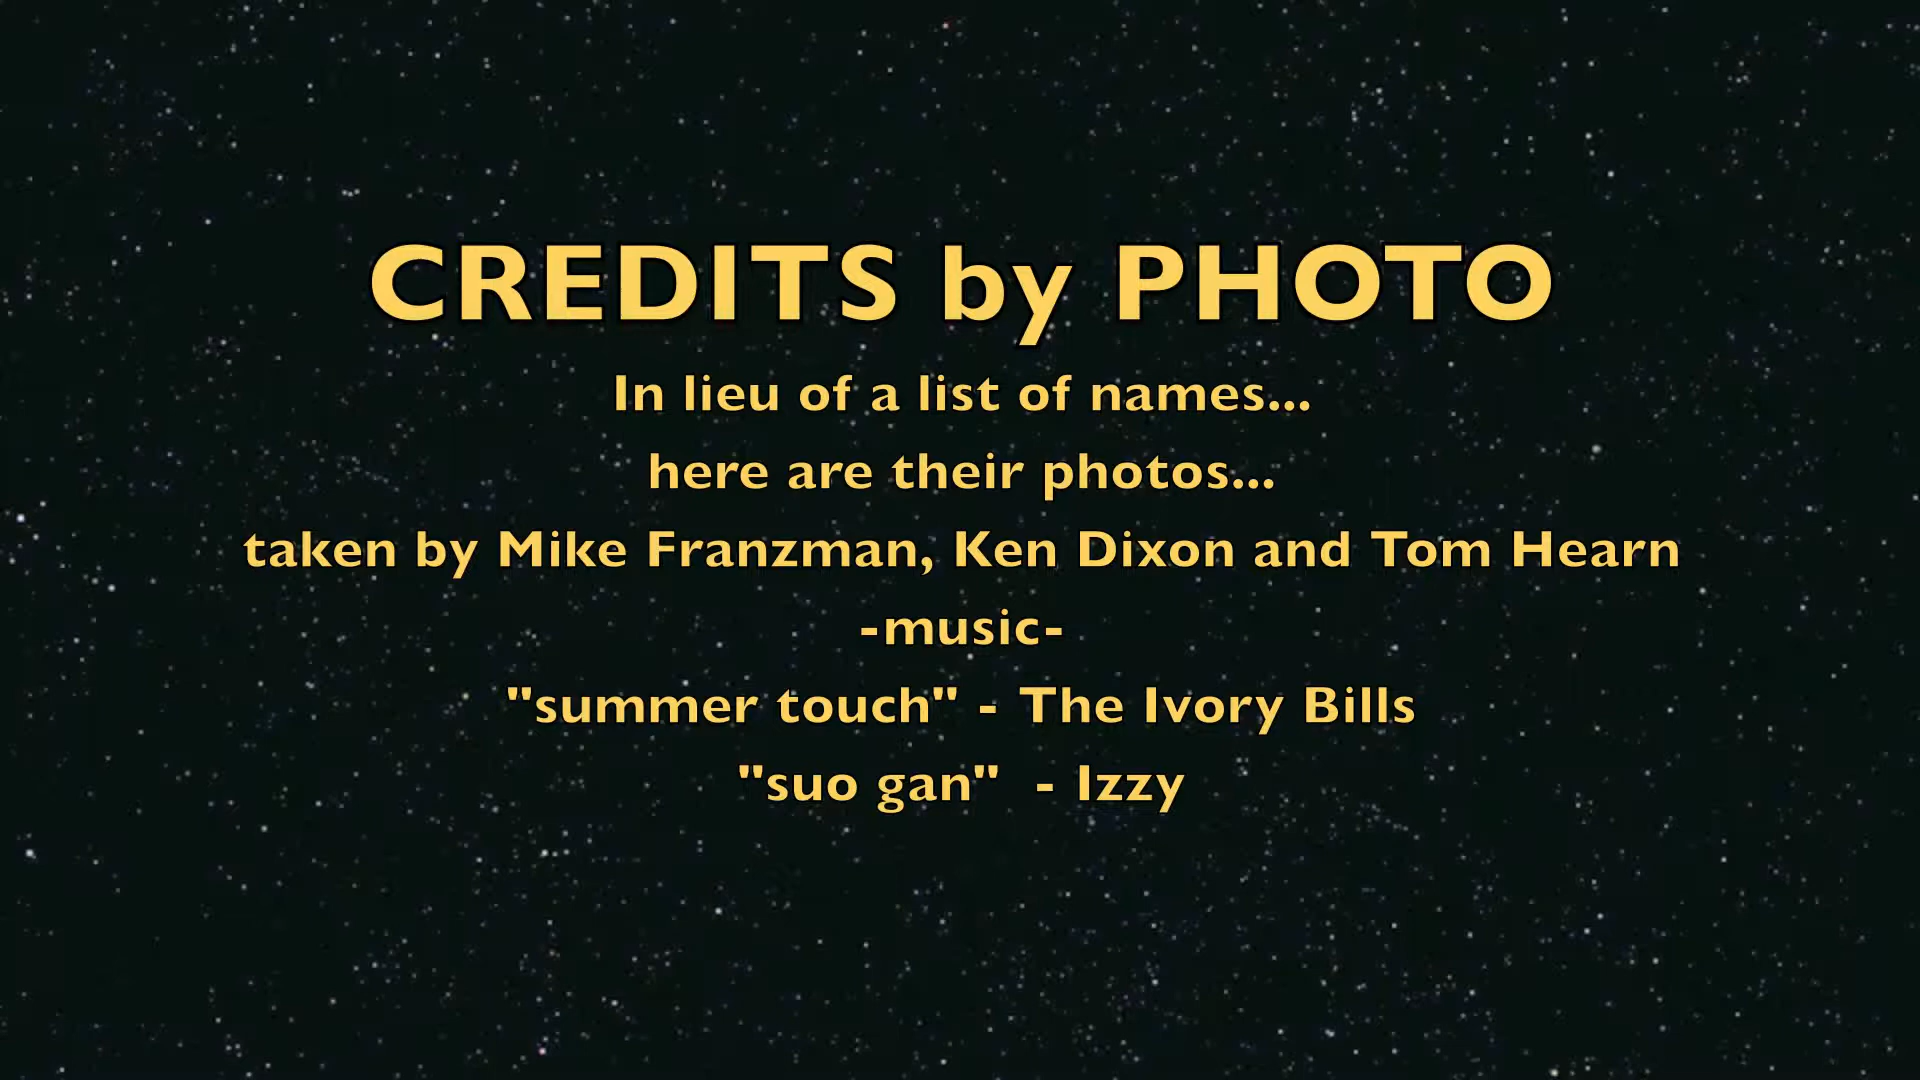 CREDITS by PHOTO
In lieu of a list of names...
here are their photos...
taken by Mike Franzman, Ken Dixon and Tom Hearn
-music-
"summer touch" - The Ivory Bills
"suo gan"  - Izzy